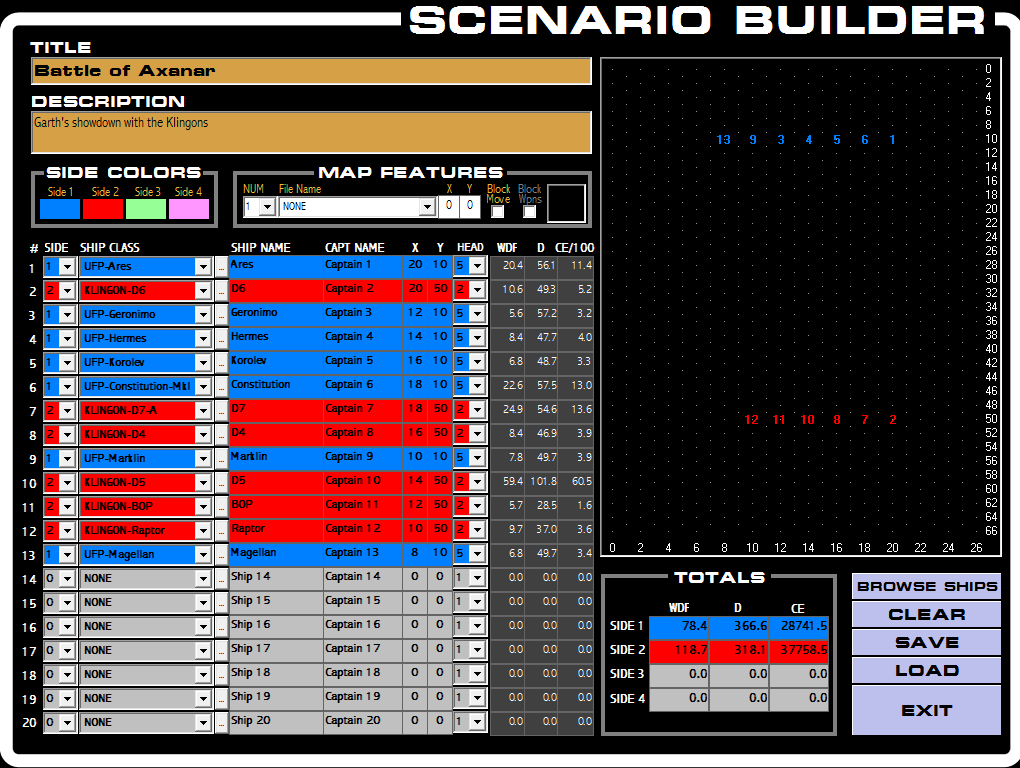 SCENARIO BUILDER
TITLE
Battle of Axanar
DESCRIPTION
Garth's showdown with the Klingons
SIDE COLORS
Side 1 Side 2 Side 3 Side 4
MAP FEATURES
NUM File Name X Y Block Move Block Wpns
1 NONE 0 0
# SIDE SHIP CLASS SHIP NAME CAPT NAME X Y HEAD WDF D CE/100
1 1 UFP-Ares ... Ares Captain 1 20 10 5 20.4 56.1 11.4
2 2 KLINGON-D6 ... D6 Captain 2 20 50 2 10.6 49.3 5.2
3 1 UFP-Geronimo ... Geronimo Captain 3 12 10 5 5.6 57.2 3.2
4 1 UFP-Hermes ... Hermes Captain 4 14 10 5 8.4 47.7 4.0
5 1 UFP-Korolev ... Korolev Captain 5 16 10 5 6.8 48.7 3.3
6 1 UFP-Constitution-MkI ... Constitution Captain 6 18 10 5 22.6 57.5 13.0
7 2 KLINGON-D7-A ... D7 Captain 7 18 50 2 24.9 54.6 13.6
8 2 KLINGON-D4 ... D4 Captain 8 16 50 2 8.4 46.9 3.9
9 1 UFP-Marklin ... Marklin Captain 9 10 10 5 7.8 49.7 3.9
10 2 KLINGON-D5 ... D5 Captain 10 14 50 2 59.4 101.8 60.5
11 2 KLINGON-BOP ... BOP Captain 11 12 50 2 5.7 28.5 1.6
12 2 KLINGON-Raptor ... Raptor Captain 12 10 50 2 9.7 37.0 3.6
13 1 UFP-Magellan ... Magellan Captain 13 8 10 5 6.8 49.7 3.4
14 0 NONE ... Ship 14 Captain 14 0 0 1 0.0 0.0 0.0
15 0 NONE ... Ship 15 Captain 15 0 0 1 0.0 0.0 0.0
16 0 NONE ... Ship 16 Captain 16 0 0 1 0.0 0.0 0.0
17 0 NONE ... Ship 17 Captain 17 0 0 1 0.0 0.0 0.0
18 0 NONE ... Ship 18 Captain 18 0 0 1 0.0 0.0 0.0
19 0 NONE ... Ship 19 Captain 19 0 0 1 0.0 0.0 0.0
20 0 NONE ... Ship 20 Captain 20 0 0 1 0.0 0.0 0.0
0
2
4
6
8
13 9 3 4 5 6 1 10
12
14
16
18
20
22
24
26
28
30
32
34
36
38
40
42
44
46
48
12 11 10 8 7 2 50
52
54
56
58
60
62
64
66
0 2 4 6 8 10 12 14 16 18 20 22 24 26
TOTALS
WDF D CE
SIDE 1 78.4 366.6 28741.5
SIDE 2 118.7 318.1 37758.5
SIDE 3 0.0 0.0 0.0
SIDE 4 0.0 0.0 0.0
BROWSE SHIPS
CLEAR
SAVE
LOAD
EXIT